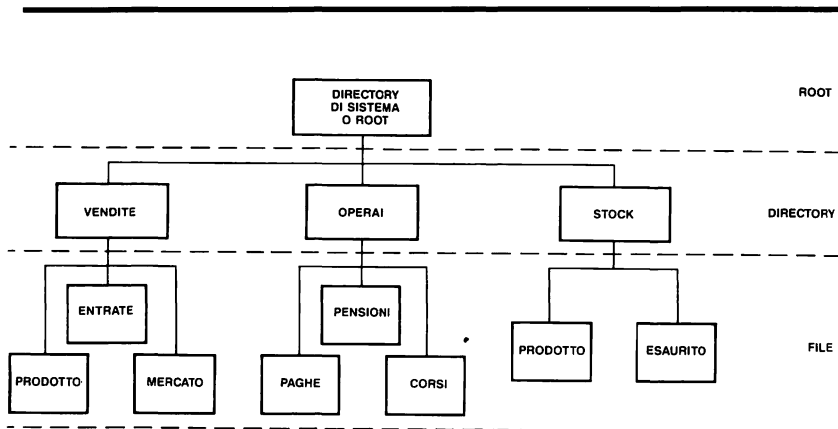 DIRECTORY
DI SISTEMA
O ROOT
ROOT
VENDITE
OPERAI
STOCK
DIRECTORY
ENTRATE
PENSIONI
PRODOTTO
ESAURITO
FILE
PRODOTTO
MERCATO
PAGHE
CORSI